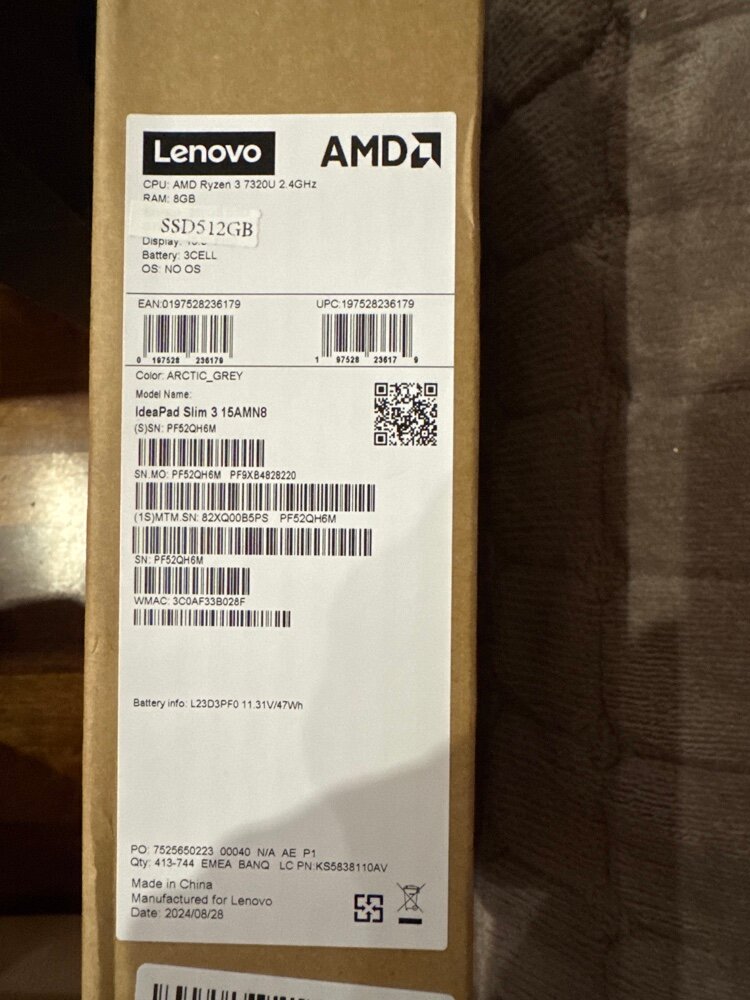 Lenovo AMD
CPU: AMD Ryzen 3 7320U 2.4GHz
RAM: 8GB
SSD512GB
Display:
Battery: 3CELL
OS: NO OS
EAN:0197528236179 UPC:197528236179
0 197528 236179 1 97528 23617 9
Color: ARCTIC_GREY
Model Name:
IdeaPad Slim 3 15AMN8
(S)SN: PF52QH6M
SN.MO: PF52QH6M PF9XB4828220
(1S)MTM.SN: 82XQ00B5PS PF52QH6M
SN: PF52QH6M
WMAC: 3C0AF33B028F
Battery info: L23D3PF0 11.31V/47Wh
PO: 7525650223 00040 N/A AE P1
Qty: 413-744 EMEA BANQ LC PN:KS5838110AV
Made in China
Manufactured for Lenovo
Date: 2024/08/28